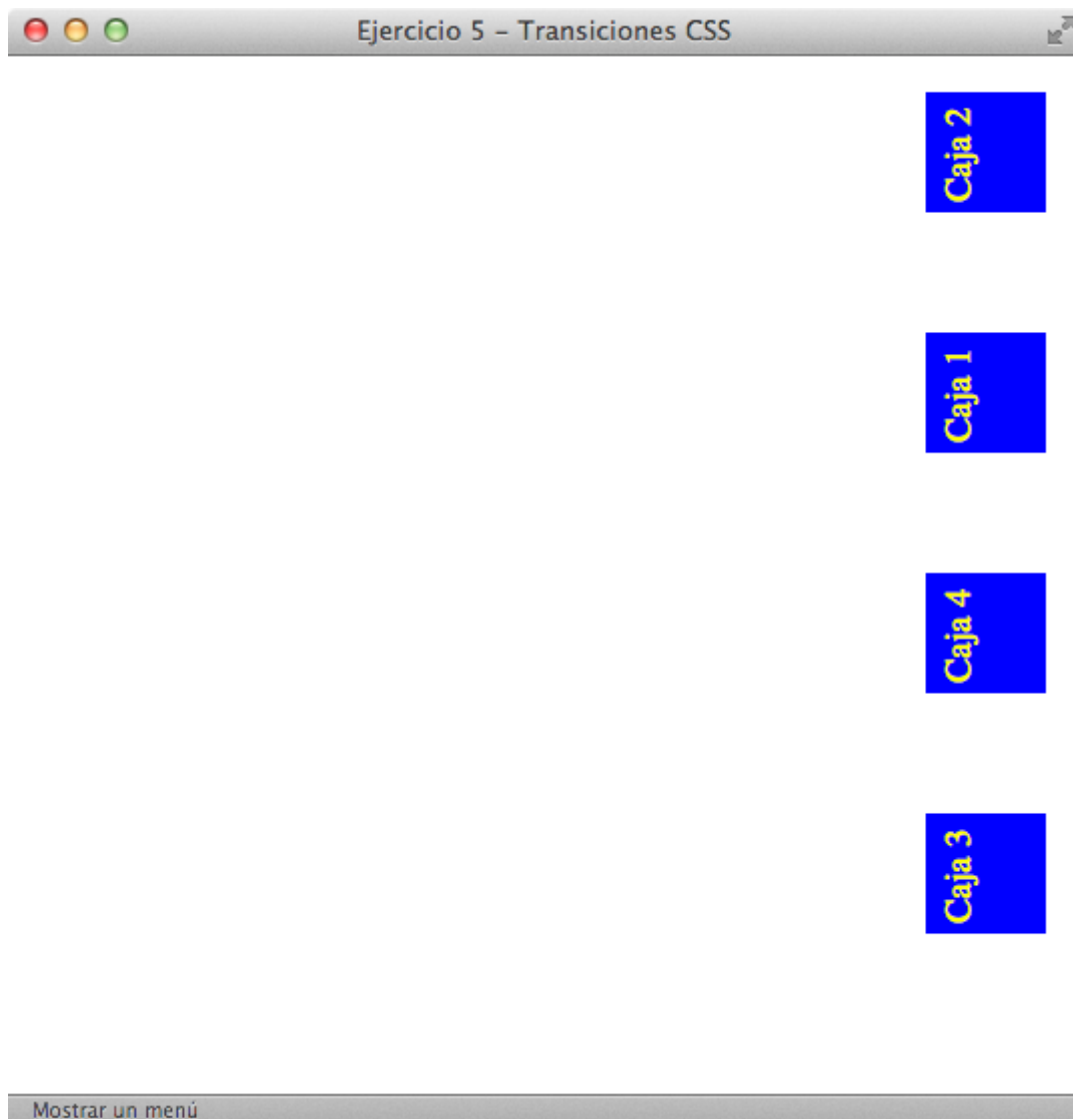 Ejercicio 5 - Transiciones CSS
Caja 2
Caja 1
Caja 4
Caja 3
Mostrar un menú